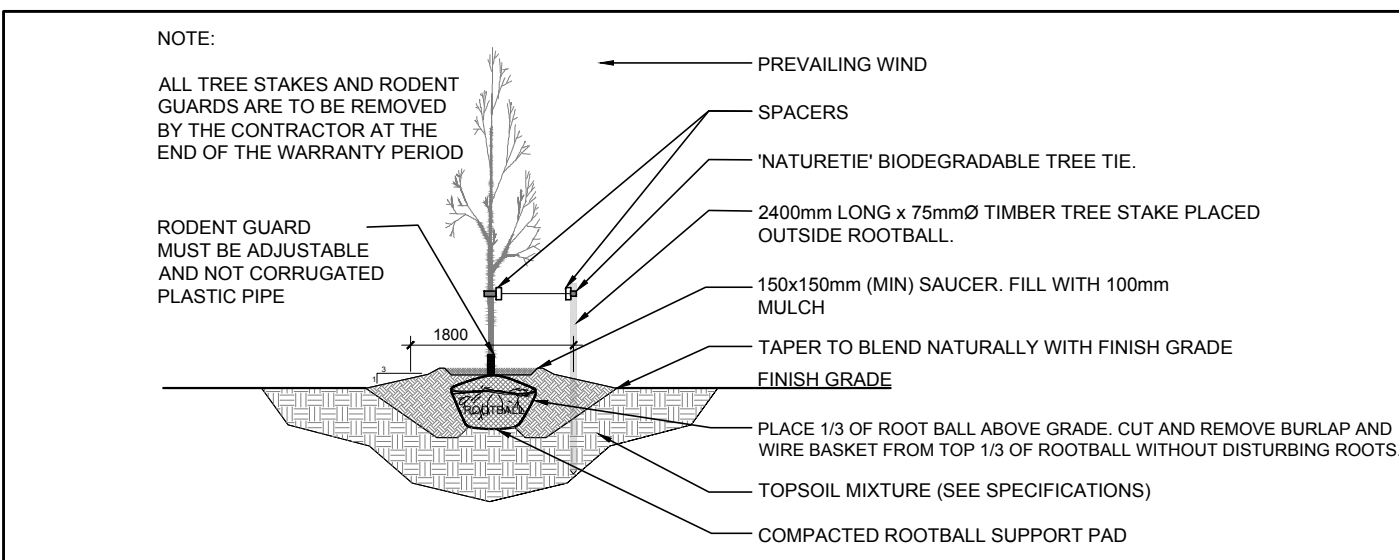 NOTE:
ALL TREE STAKES AND RODENT
GUARDS ARE TO BE REMOVED
BY THE CONTRACTOR AT THE
END OF THE WARRANTY PERIOD
RODENT GUARD
MUST BE ADJUSTABLE
AND NOT CORRUGATED
PLASTIC PIPE
1800
3
1
ROOTBALL
PREVAILING WIND
SPACERS
'NATURETIE' BIODEGRADABLE TREE TIE.
2400mm LONG x 75mmØ TIMBER TREE STAKE PLACED
OUTSIDE ROOTBALL.
150x150mm (MIN) SAUCER. FILL WITH 100mm
MULCH
TAPER TO BLEND NATURALLY WITH FINISH GRADE
FINISH GRADE
PLACE 1/3 OF ROOT BALL ABOVE GRADE. CUT AND REMOVE BURLAP AND
WIRE BASKET FROM TOP 1/3 OF ROOTBALL WITHOUT DISTURBING ROOTS.
TOPSOIL MIXTURE (SEE SPECIFICATIONS)
COMPACTED ROOTBALL SUPPORT PAD